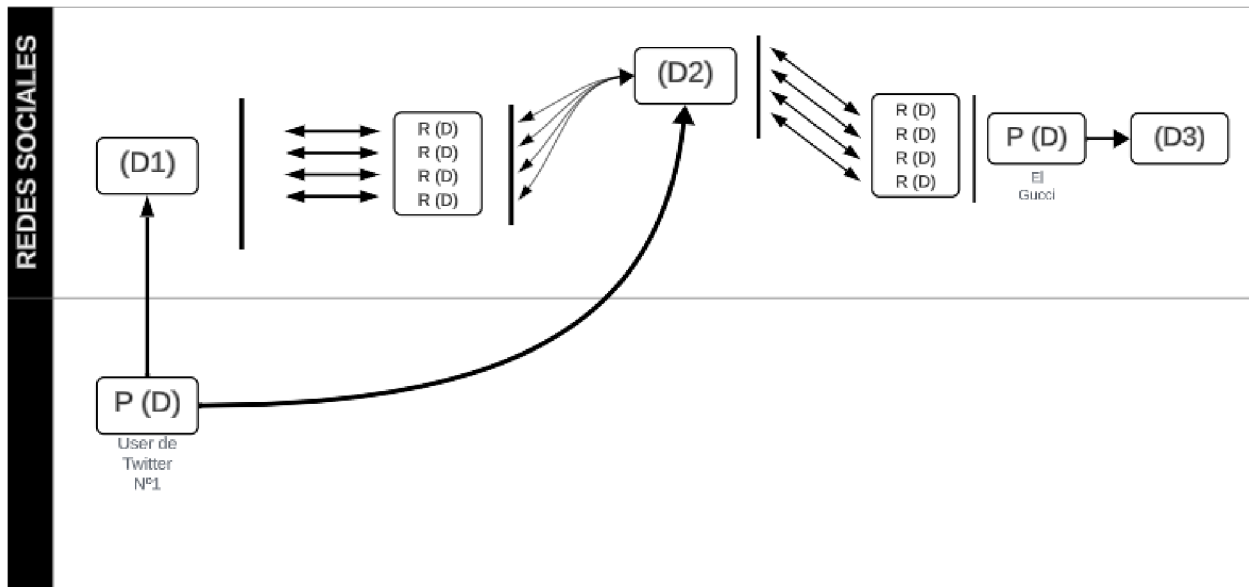 REDES SOCIALES
(D1)
R (D)
R (D)
R (D)
R (D)
(D2)
R (D)
R (D)
R (D)
R (D)
P (D)
El
Gucci
(D3)
P (D)
User de
Twitter
Nº1